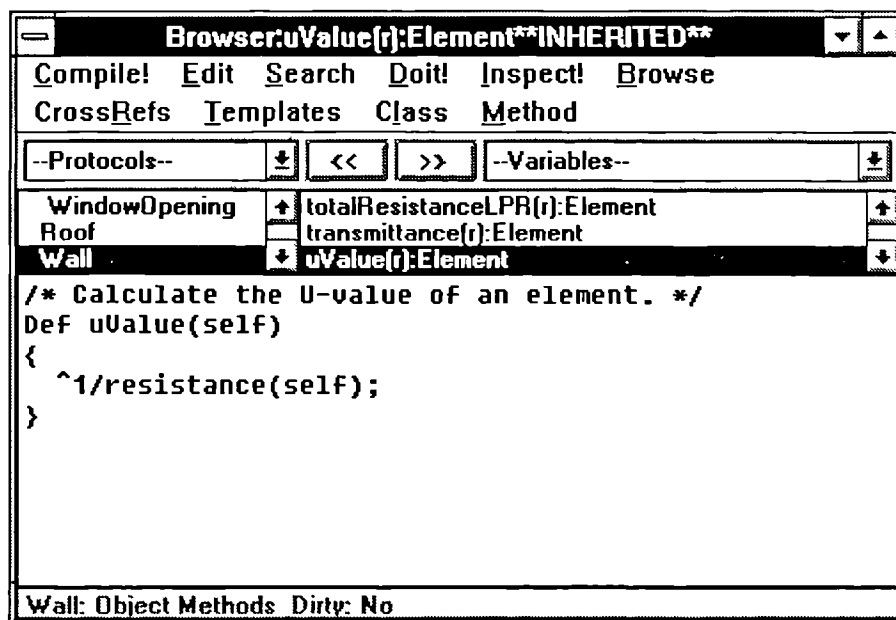 Browser:uValue(r):Element**INHERITED**
Compile! Edit Search Doit! Inspect! Browse
CrossRefs Templates Class Method
--Protocols-- << >> --Variables--
WindowOpening totalResistanceLPR(r):Element
Roof transmittance(r):Element
Wall uValue(r):Element
/* Calculate the U-value of an element. */
Def uValue(self)
{
^1/resistance(self);
}
Wall: Object Methods Dirty: No